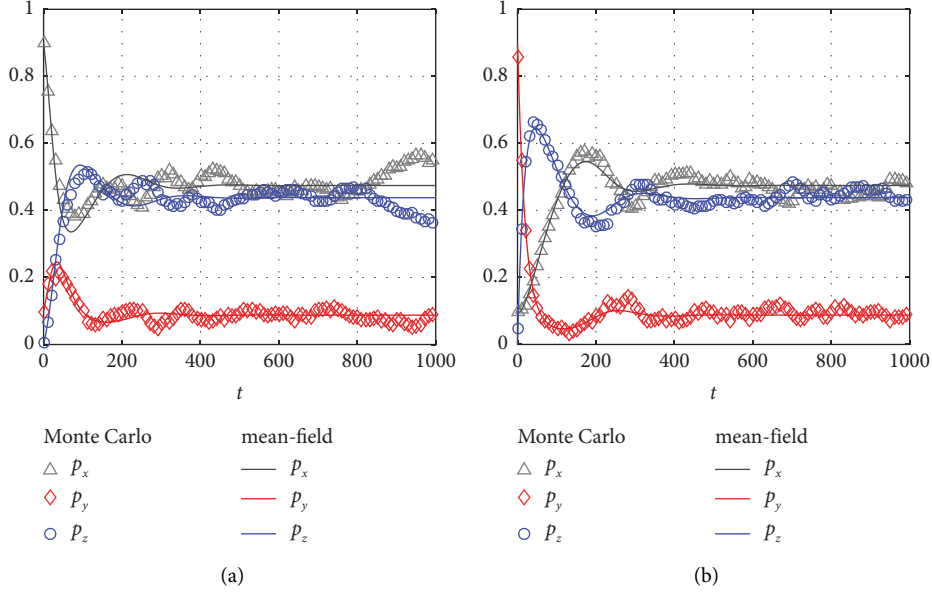 1
0.8
0.6
0.4
0.2
0
0 200 400 600 800 1000
t
Monte Carlo mean-field
p_x p_x
p_y p_y
p_z p_z
(a)
1
0.8
0.6
0.4
0.2
0
0 200 400 600 800 1000
t
Monte Carlo mean-field
p_x p_x
p_y p_y
p_z p_z
(b)